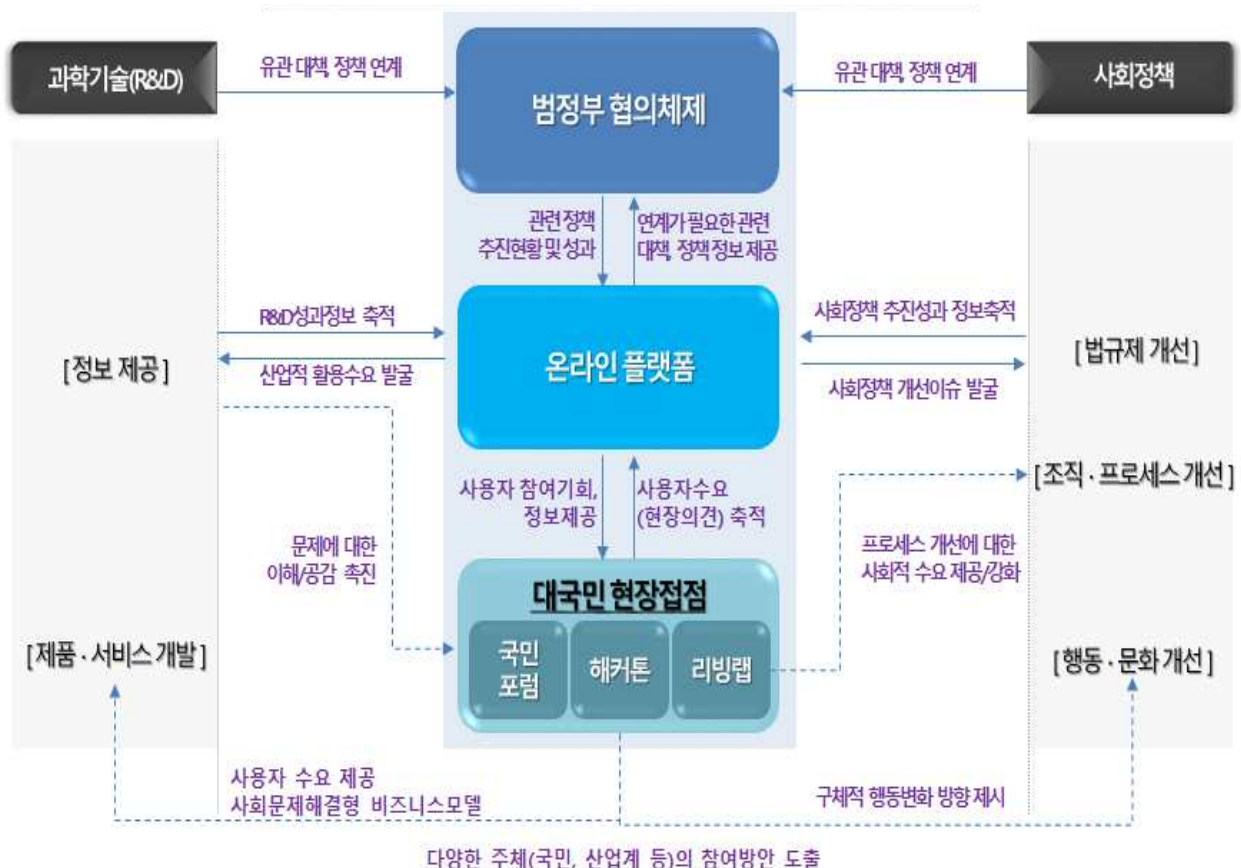 과학기술(R&D)
유관 대책, 정책 연계
범정부 협의체제
유관 대책, 정책 연계
사회정책
관련 정책
추진현황 및 성과
연계가 필요한 관련
대책, 정책 정보 제공
R&D성과정보 축적
산업적 활용수요 발굴
[정보 제공]
온라인 플랫폼
사회정책 추진성과 정보축적
사회정책 개선이슈 발굴
[법규제 개선]
[조직·프로세스 개선]
사용자 참여기회,
정보제공
사용자수요
(현장의견) 축적
문제에 대한
이해/공감 촉진
프로세스 개선에 대한
사회적 수요 제공/강화
대국민 현장접점
국민
포럼
해커톤
리빙랩
[제품·서비스 개발]
[행동·문화 개선]
사용자 수요 제공
사회문제해결형 비즈니스모델
구체적 행동변화 방향 제시
다양한 주체(국민, 산업계 등)의 참여방안 도출